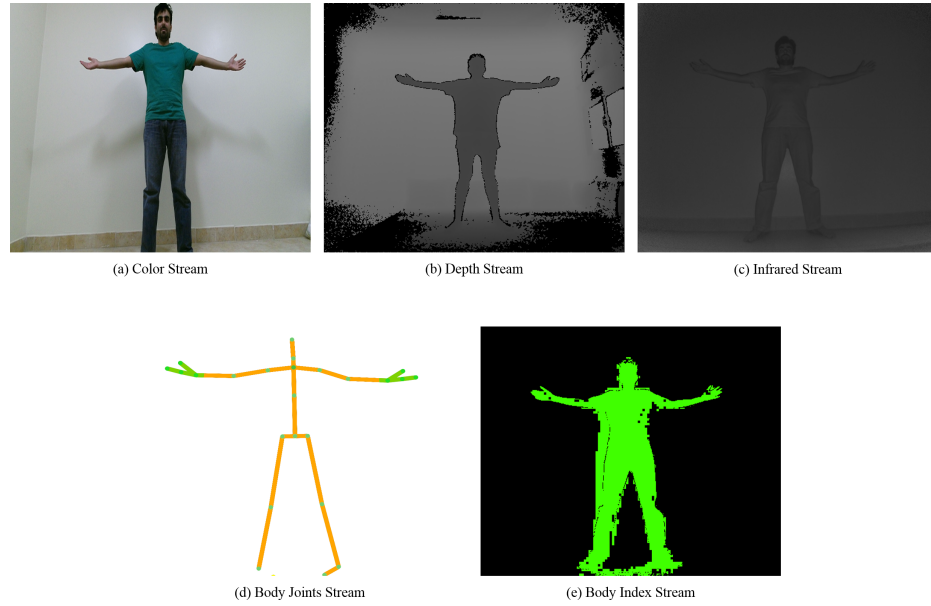 (a) Color Stream
(b) Depth Stream
(c) Infrared Stream
(d) Body Joints Stream
(e) Body Index Stream